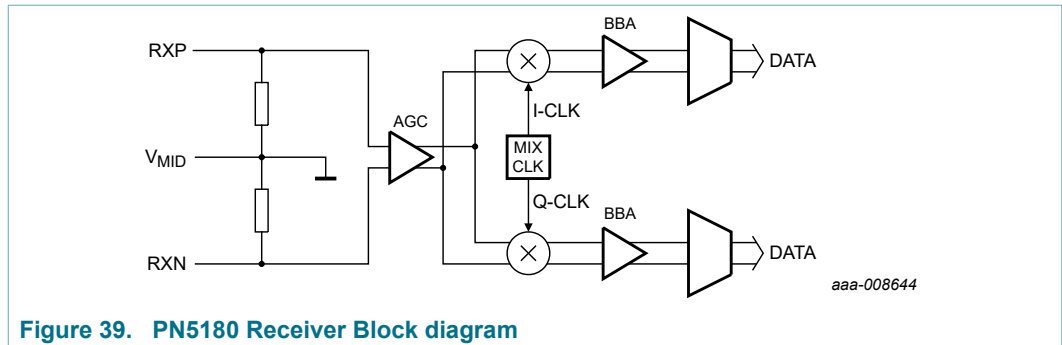 BBA
RXP
DATA
I-CLK
AGC
MIX
CLK
VMID
Q-CLK
BBA
RXN
DATA
aaa-008644
Figure 39. PN5180 Receiver Block diagram